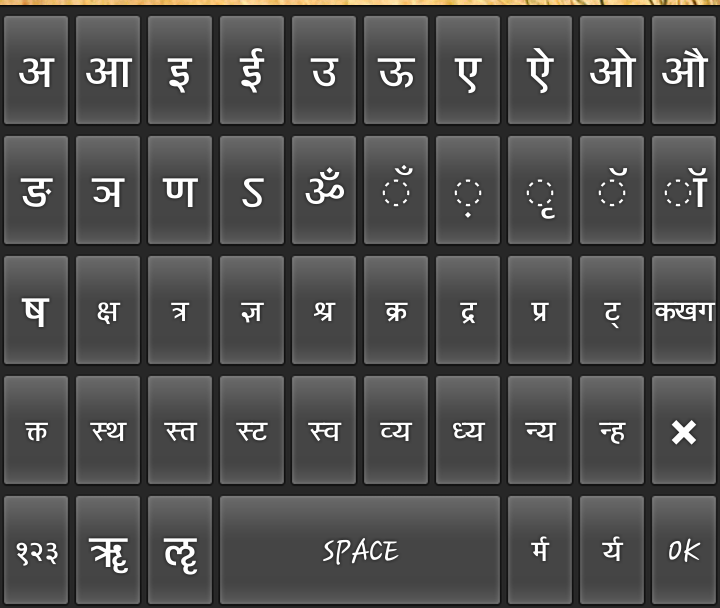 अ आ इ ई उ ऊ ए ऐ ओ औ
ङ ञ ण ऽ ॐ ँ ़ ृ ॅ ॉ
ष क्ष त्र ज्ञ श्र क्र द्र प्र ट् कखग
क्त स्थ स्त स्ट स्व व्य ध्य न्य न्ह
१२३ ॠ ऌ SPACE र्म र्य OK